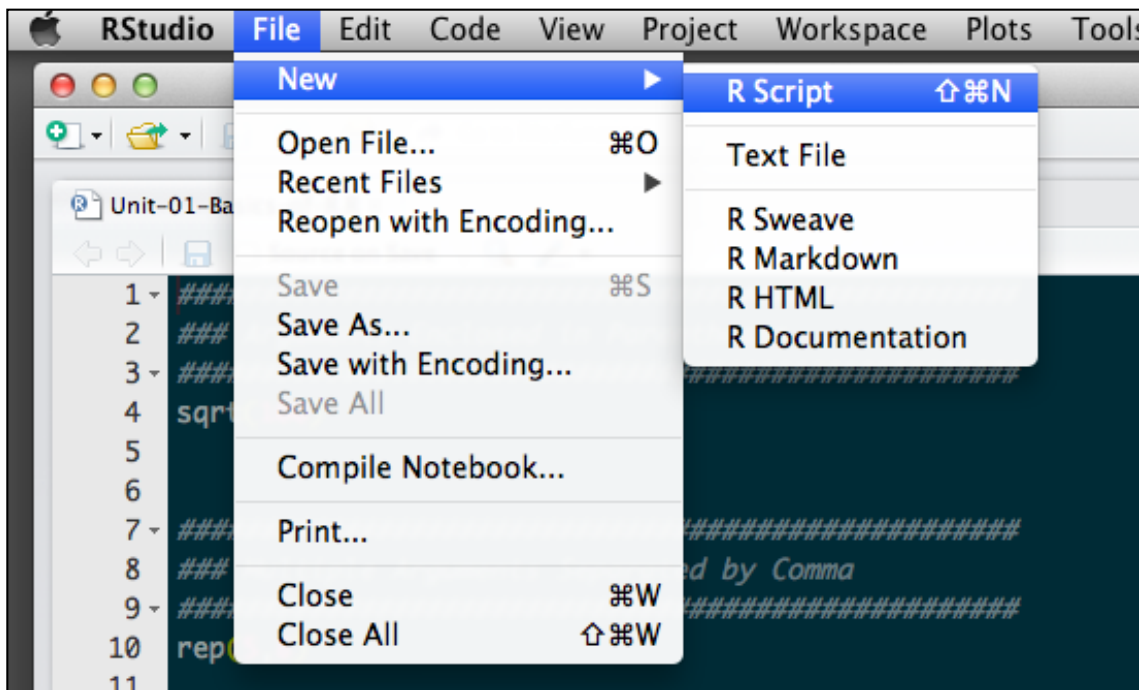 RStudio File Edit Code View Project Workspace Plots Tools
New ▶
R Script ⇧⌘N
Text File
R Sweave
R Markdown
R HTML
R Documentation
Open File... ⌘O
Recent Files ▶
Reopen with Encoding...
Save ⌘S
Save As...
Save with Encoding...
Save All
Compile Notebook...
Print...
Close ⌘W
Close All ⇧⌘W
Unit-01-Ba
1
2 ###
3
4 sqrt
5
6
7
8 ### ed by Comma
9
10 rep(
11